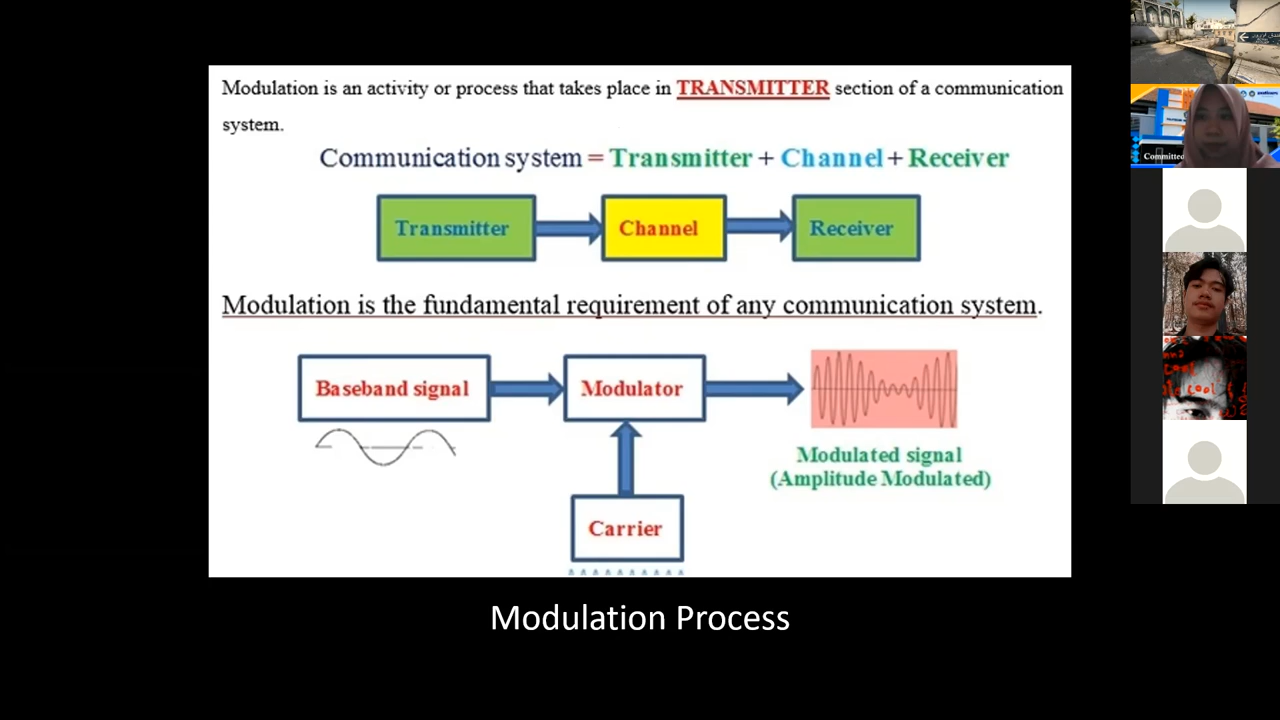 Modulation is an activity or process that takes place in TRANSMITTER section of a communication
system.
Communication system = Transmitter + Channel + Receiver
Transmitter
Channel
Receiver
Modulation is the fundamental requirement of any communication system.
Baseband signal
Modulator
Modulated signal
(Amplitude Modulated)
Carrier
Modulation Process
Committed